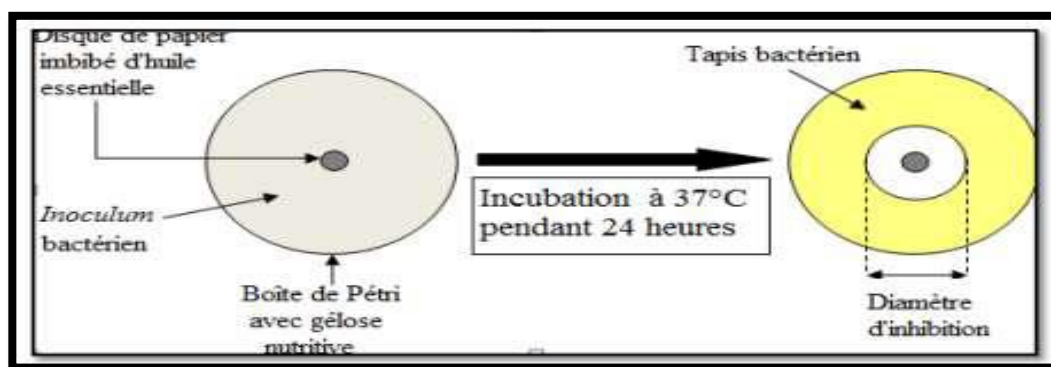 Disque de papier
imbibé d'huile
essentielle
Inoculum
bactérien
Boîte de Pétri
avec gélose
nutritive
Incubation à 37°C
pendant 24 heures
Tapis bactérien
Diamètre
d'inhibition